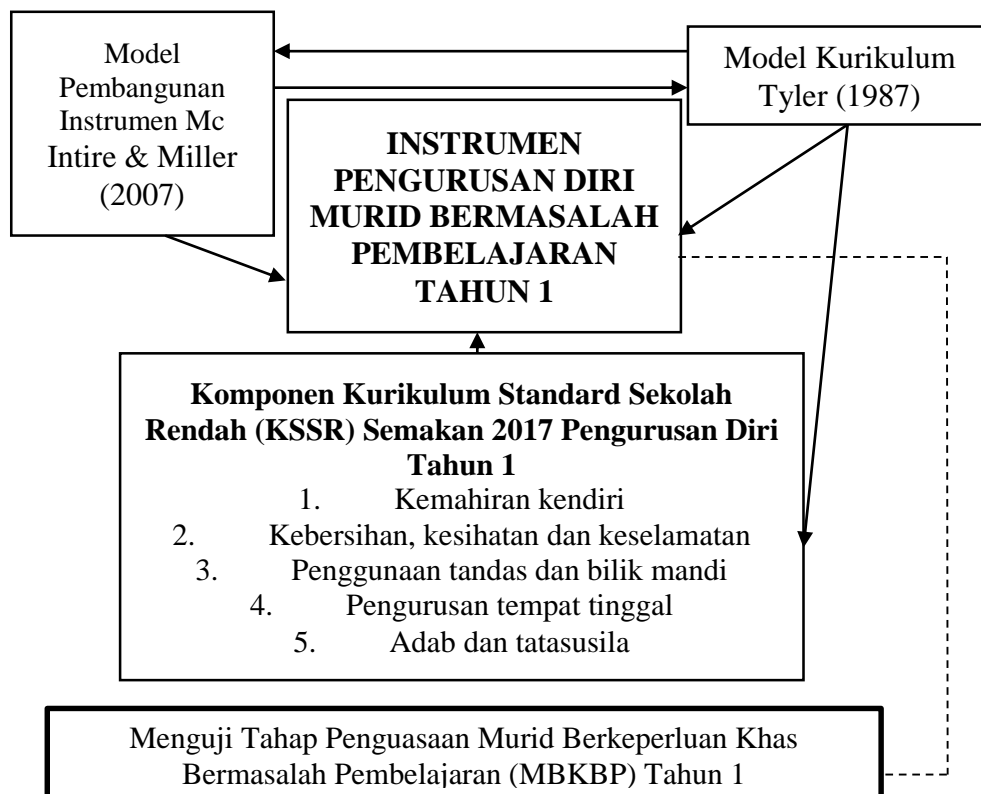 Model
Pembangunan
Instrumen Mc
Intire & Miller
(2007)
Model Kurikulum
Tyler (1987)
INSTRUMEN
PENGURUSAN DIRI
MURID BERMASALAH
PEMBELAJARAN
TAHUN 1
Komponen Kurikulum Standard Sekolah
Rendah (KSSR) Semakan 2017 Pengurusan Diri
Tahun 1
1. Kemahiran kendiri
2. Kebersihan, kesihatan dan keselamatan
3. Penggunaan tandas dan bilik mandi
4. Pengurusan tempat tinggal
5. Adab dan tatasusila
Menguji Tahap Penguasaan Murid Berkeperluan Khas
Bermasalah Pembelajaran (MBKBP) Tahun 1